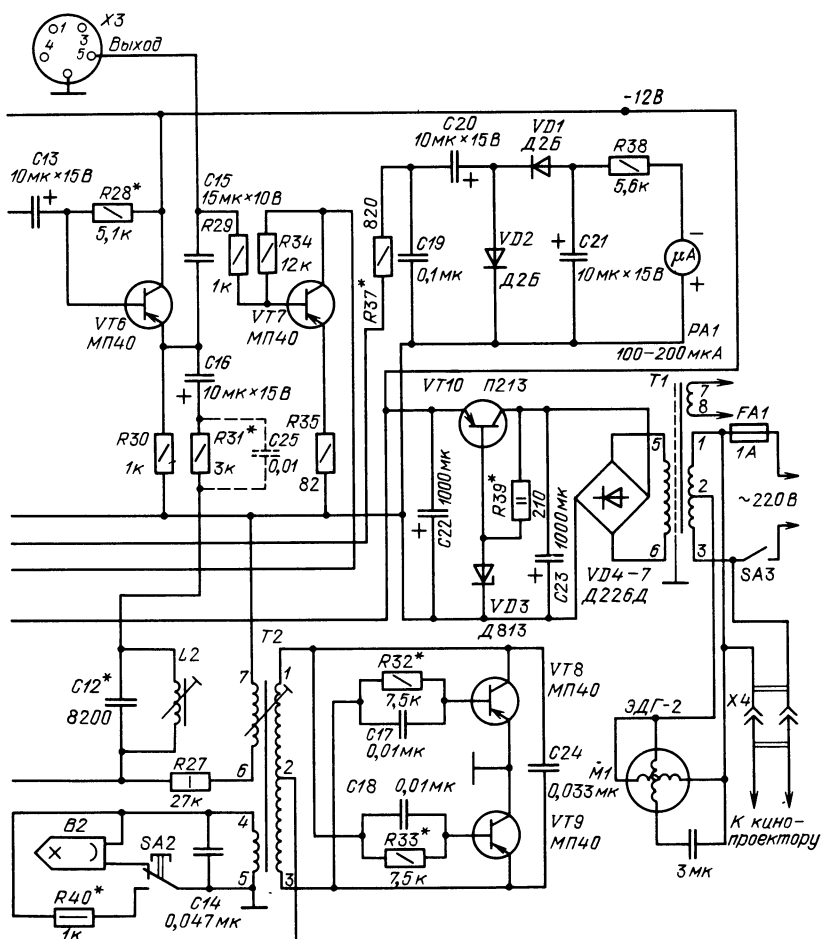 X3
1
3
4
5
Выход
-12В
C13
10мк×15В
R28*
5,1к
C15
15мк×10В
R29
1к
R34
12к
VT6
МП40
VT7
МП40
C16
10мк×15В
R30
1к
R31*
3к
C25
0,01
R35
82
820
R37*
C19
0,1мк
C20
10мк×15В
VD1
Д2Б
VD2
Д2Б
R38
5,6к
C21
10мк×15В
μА
PA1
100-200мкА
VT10 П213
1000мк
C22
R39*
210
1000мк
C23
VD3
Д813
VD4-7
Д226Д
T1
7
8
5
6
1
2
3
FA1
1А
~220В
SA3
T2
C12*
8200
L2
R27
27к
7
6
4
5
1
2
3
B2
SA2
R40*
1к
C14
0,047мк
R32*
7,5к
C17
0,01мк
C18
0,01мк
R33*
7,5к
VT8
МП40
C24
0,033мк
VT9
МП40
ЭДГ-2
М1
3мк
X4
К кино-
проектору